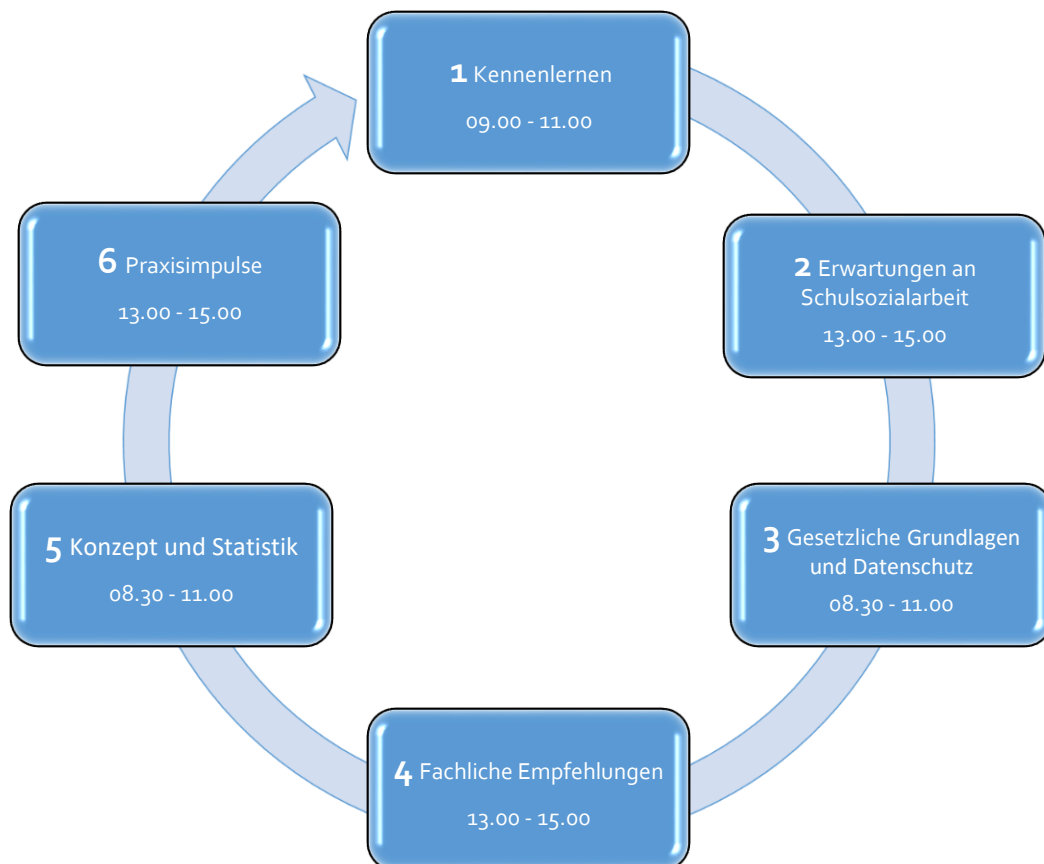 1 Kennenlernen
09.00 - 11.00
2 Erwartungen an
Schulsozialarbeit
13.00 - 15.00
3 Gesetzliche Grundlagen
und Datenschutz
08.30 - 11.00
4 Fachliche Empfehlungen
13.00 - 15.00
5 Konzept und Statistik
08.30 - 11.00
6 Praxisimpulse
13.00 - 15.00